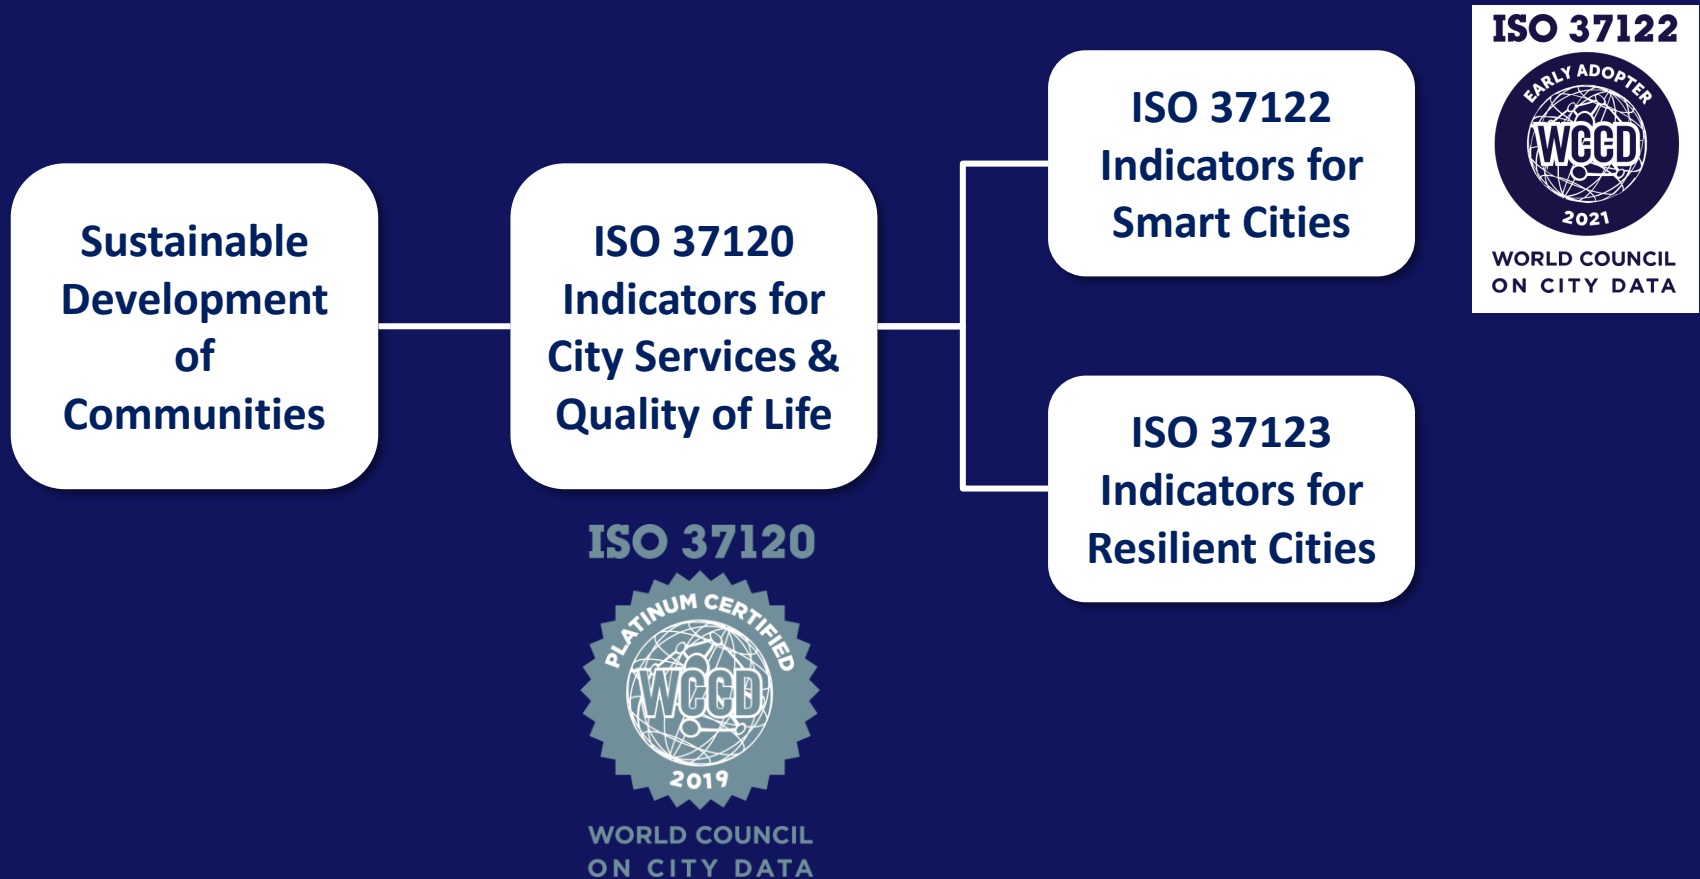 Sustainable
Development
of
Communities
ISO 37120
Indicators for
City Services &
Quality of Life
ISO 37122
Indicators for
Smart Cities
ISO 37123
Indicators for
Resilient Cities
ISO 37122
EARLY ADOPTER
WCCD
2021
WORLD COUNCIL
ON CITY DATA
ISO 37120
PLATINUM CERTIFIED
WCCD
2019
WORLD COUNCIL
ON CITY DATA